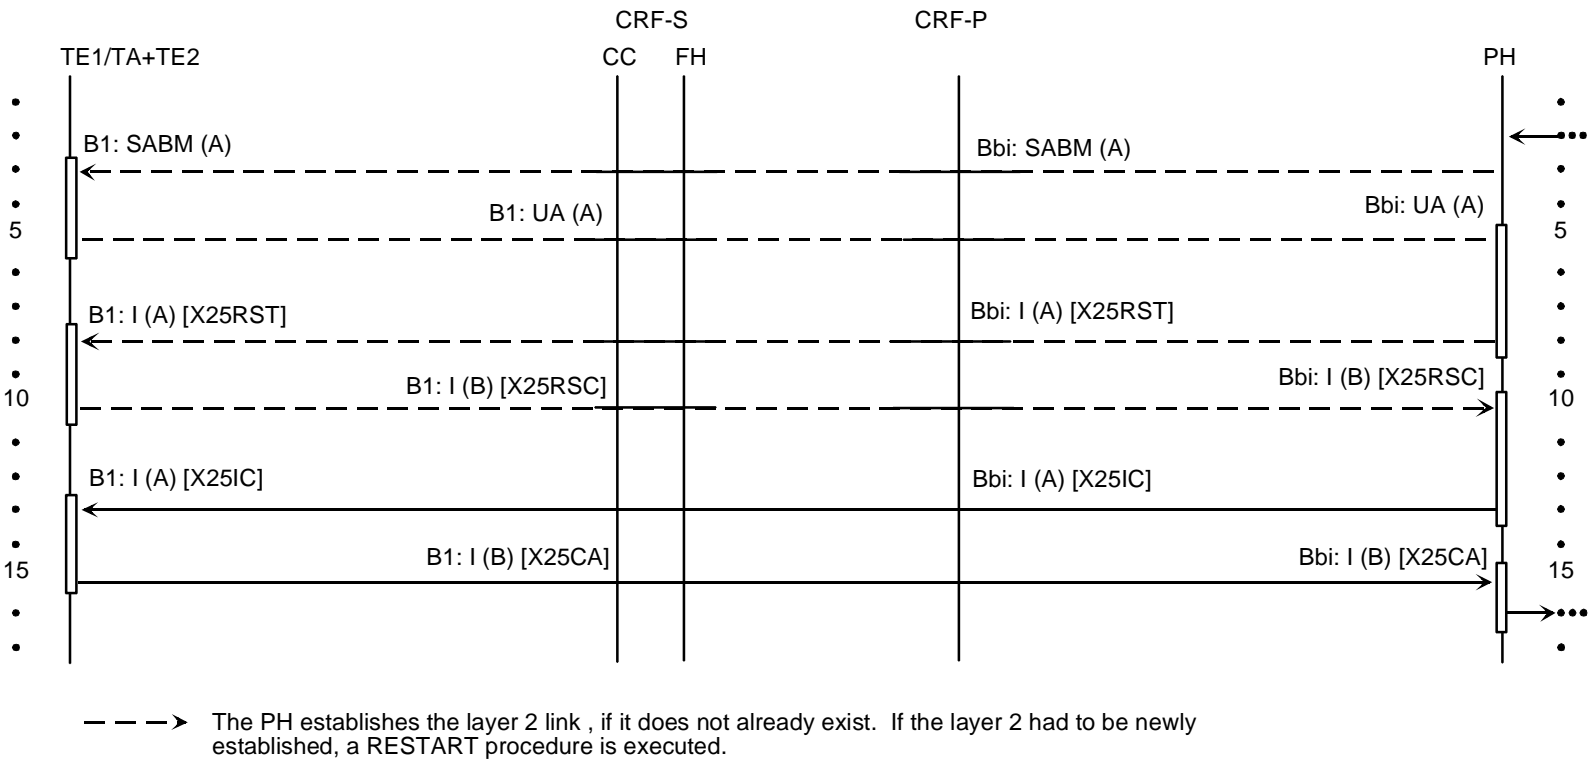 CRF-S CRF-P
TE1/TA+TE2 CC FH PH
B1: SABM (A) Bbi: SABM (A)
B1: UA (A) Bbi: UA (A)
5 5
B1: I (A) [X25RST] Bbi: I (A) [X25RST]
B1: I (B) [X25RSC] Bbi: I (B) [X25RSC]
10 10
B1: I (A) [X25IC] Bbi: I (A) [X25IC]
B1: I (B) [X25CA] Bbi: I (B) [X25CA]
15 15
The PH establishes the layer 2 link , if it does not already exist. If the layer 2 had to be newly
established, a RESTART procedure is executed.